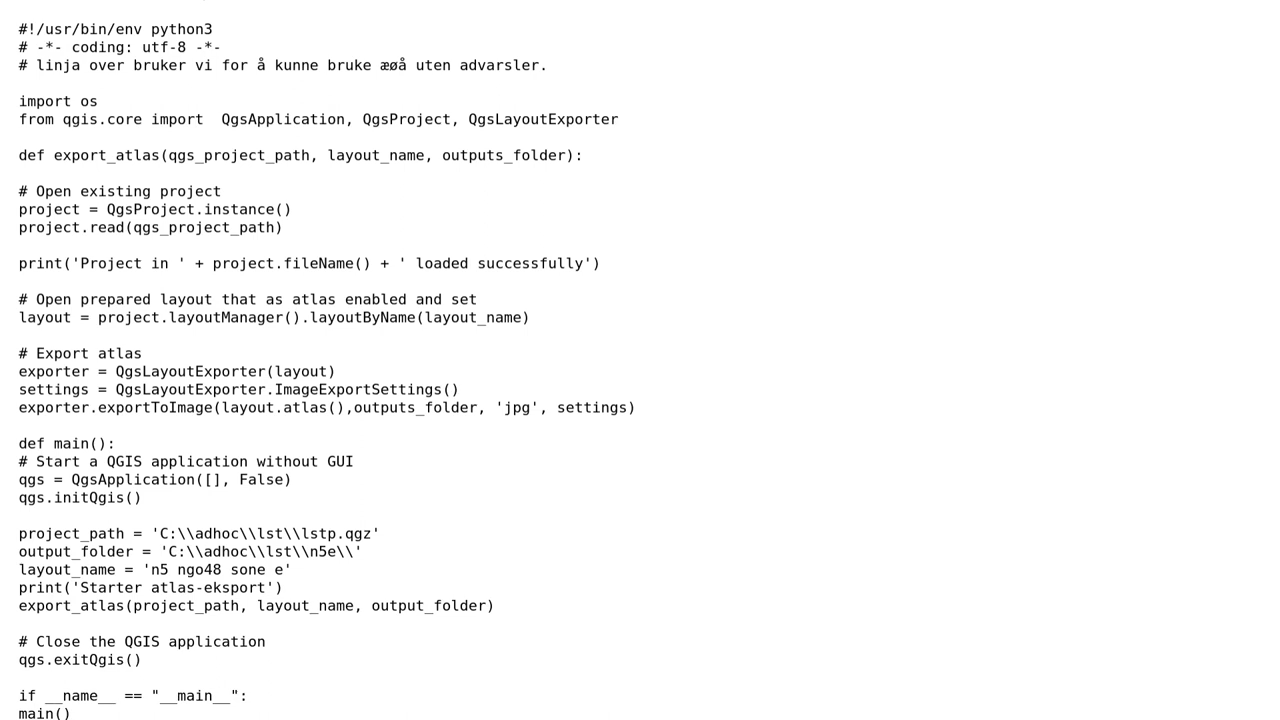 #!/usr/bin/env python3
# -*- coding: utf-8 -*-
# linja over bruker vi for å kunne bruke æøå uten advarsler.
import os
from qgis.core import  QgsApplication, QgsProject, QgsLayoutExporter
def export_atlas(qgs_project_path, layout_name, outputs_folder):
# Open existing project
project = QgsProject.instance()
project.read(qgs_project_path)
print('Project in ' + project.fileName() + ' loaded successfully')
# Open prepared layout that as atlas enabled and set
layout = project.layoutManager().layoutByName(layout_name)
# Export atlas
exporter = QgsLayoutExporter(layout)
settings = QgsLayoutExporter.ImageExportSettings()
exporter.exportToImage(layout.atlas(),outputs_folder, 'jpg', settings)
def main():
# Start a QGIS application without GUI
qgs = QgsApplication([], False)
qgs.initQgis()
project_path = 'C:\\adhoc\\lst\\lstp.qgz'
output_folder = 'C:\\adhoc\\lst\\n5e\\'
layout_name = 'n5 ngo48 sone e'
print('Starter atlas-eksport')
export_atlas(project_path, layout_name, output_folder)
# Close the QGIS application
qgs.exitQgis()
if __name__ == "__main__":
main()